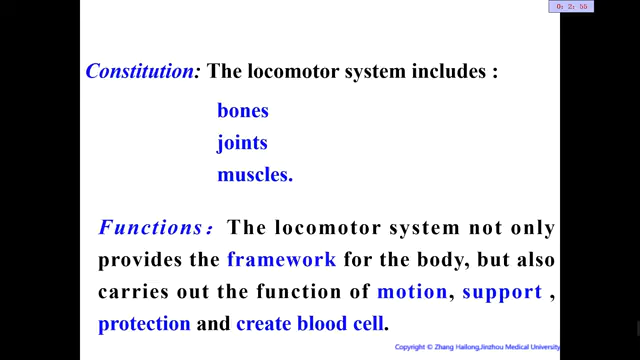 0: 2: 55
Constitution: The locomotor system includes :
bones
joints
muscles.
Functions： The locomotor system not only
provides the framework for the body, but also
carries out the function of motion, support ,
protection and create blood cell.
Copyright © Zhang Hailong,Jinzhou Medical University